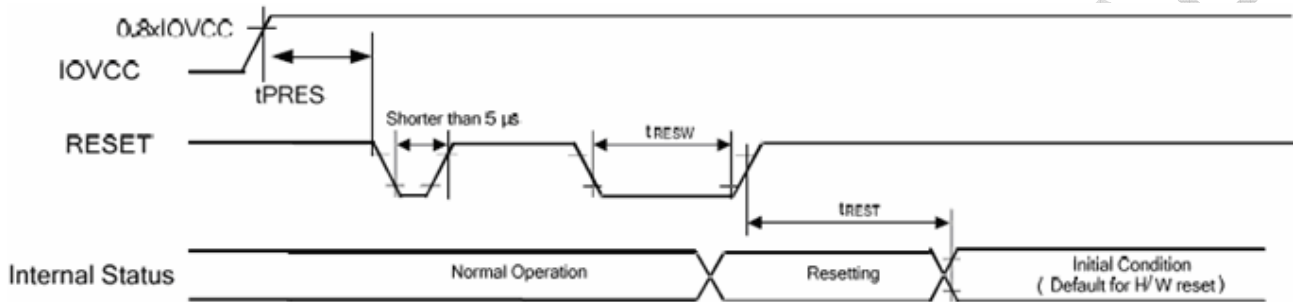 0.8xIOVCC
IOVCC
tPRES
Shorter than 5 µs
RESET
tRESW
tREST
Internal Status
Normal Operation
Resetting
Initial Condition
( Default for H/W reset)